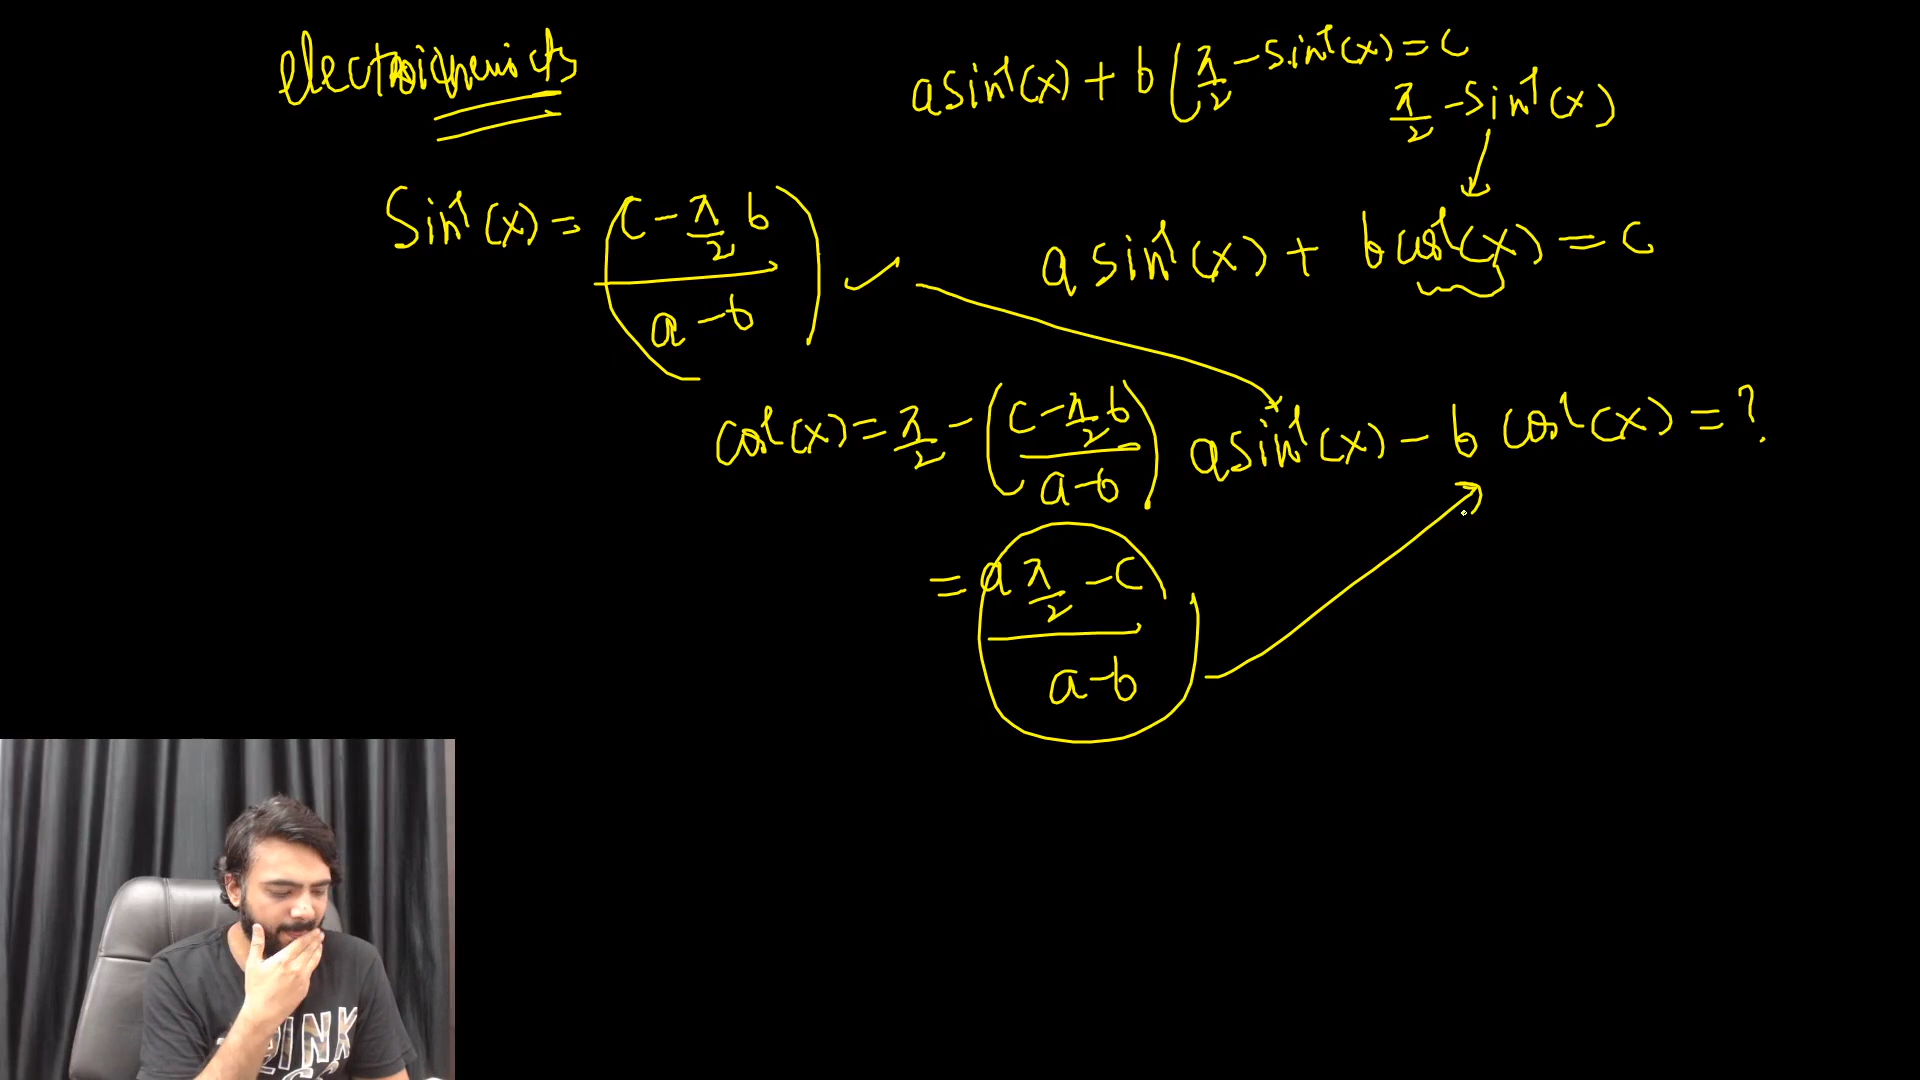 a sin⁻¹(x) + b (π/2 - sin⁻¹(x) = c
π/2 - sin⁻¹(x)
Sin⁻¹(x) = (c - π/2 b / a - b) ✓
a sin⁻¹(x) + b cos⁻¹(x) = c
cos⁻¹(x) = π/2 - (c - π/2 b / a - b)
a sin⁻¹(x) - b cos⁻¹(x) = ?
= a π/2 - c / a - b
INK